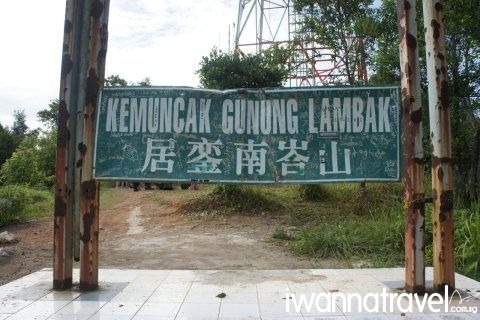 KEMUNCAK GUNUNG LAMBAK
居銮南峇山
iwannatravel.com.sg